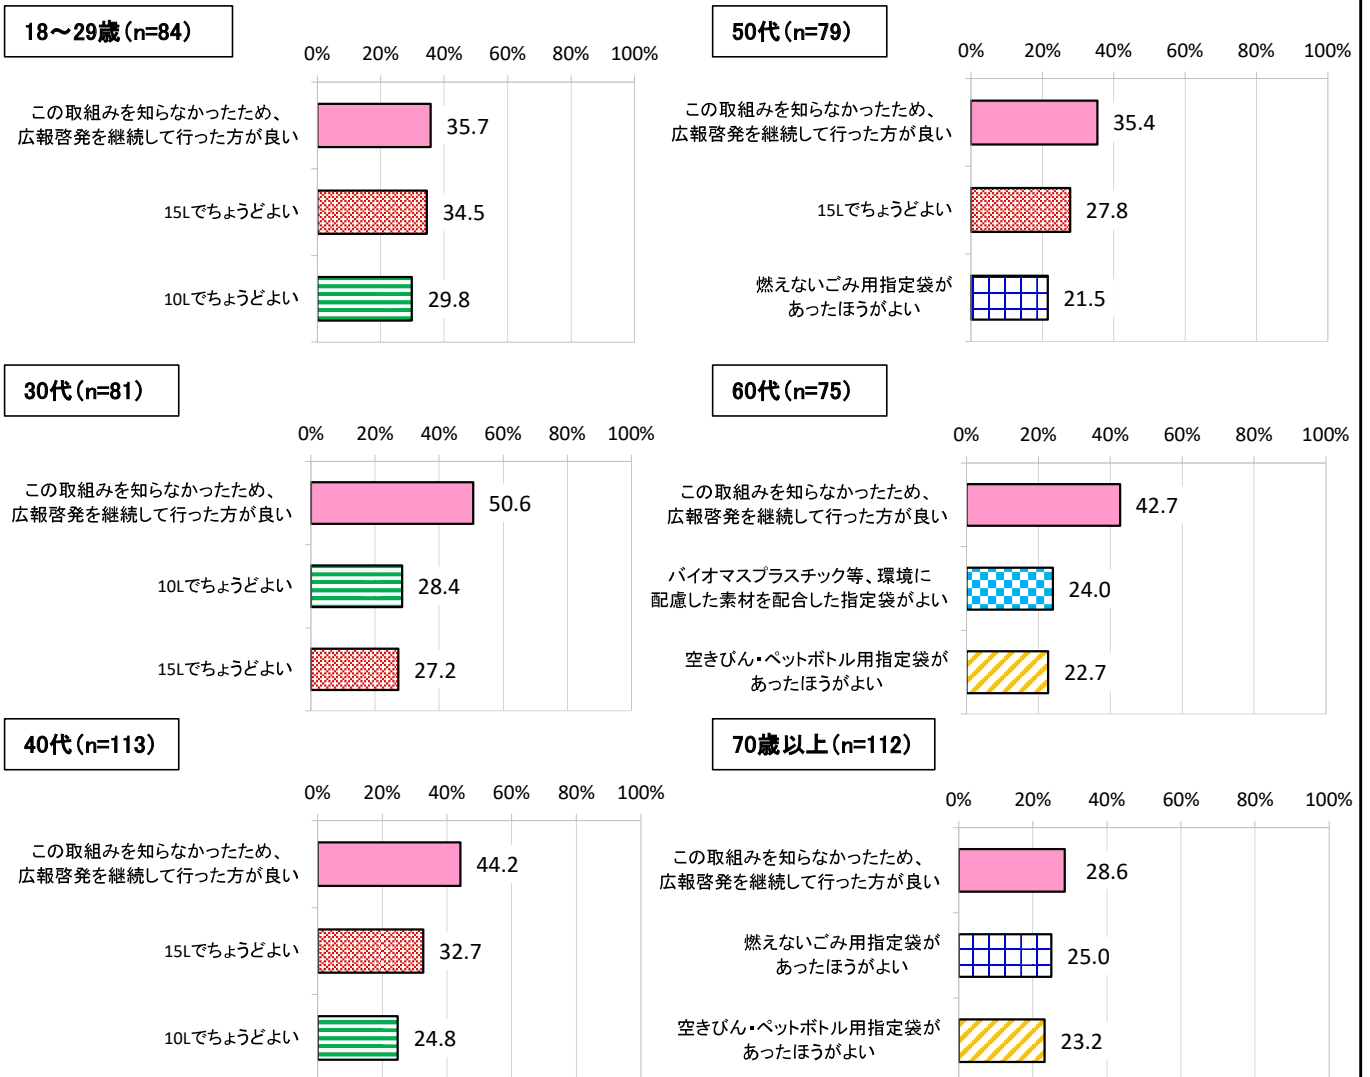 18～29歳(n=84)
0% 20% 40% 60% 80% 100%
この取組みを知らなかったため、
広報啓発を継続して行った方が良い
35.7
15Lでちょうどよい
34.5
10Lでちょうどよい
29.8
30代(n=81)
0% 20% 40% 60% 80% 100%
この取組みを知らなかったため、
広報啓発を継続して行った方が良い
50.6
10Lでちょうどよい
28.4
15Lでちょうどよい
27.2
40代(n=113)
0% 20% 40% 60% 80% 100%
この取組みを知らなかったため、
広報啓発を継続して行った方が良い
44.2
15Lでちょうどよい
32.7
10Lでちょうどよい
24.8
50代(n=79)
0% 20% 40% 60% 80% 100%
この取組みを知らなかったため、
広報啓発を継続して行った方が良い
35.4
15Lでちょうどよい
27.8
燃えないごみ用指定袋が
あったほうがよい
21.5
60代(n=75)
0% 20% 40% 60% 80% 100%
この取組みを知らなかったため、
広報啓発を継続して行った方が良い
42.7
バイオマスプラスチック等、環境に
配慮した素材を配合した指定袋がよい
24.0
空きびん・ペットボトル用指定袋が
あったほうがよい
22.7
70歳以上(n=112)
0% 20% 40% 60% 80% 100%
この取組みを知らなかったため、
広報啓発を継続して行った方が良い
28.6
燃えないごみ用指定袋が
あったほうがよい
25.0
空きびん・ペットボトル用指定袋が
あったほうがよい
23.2